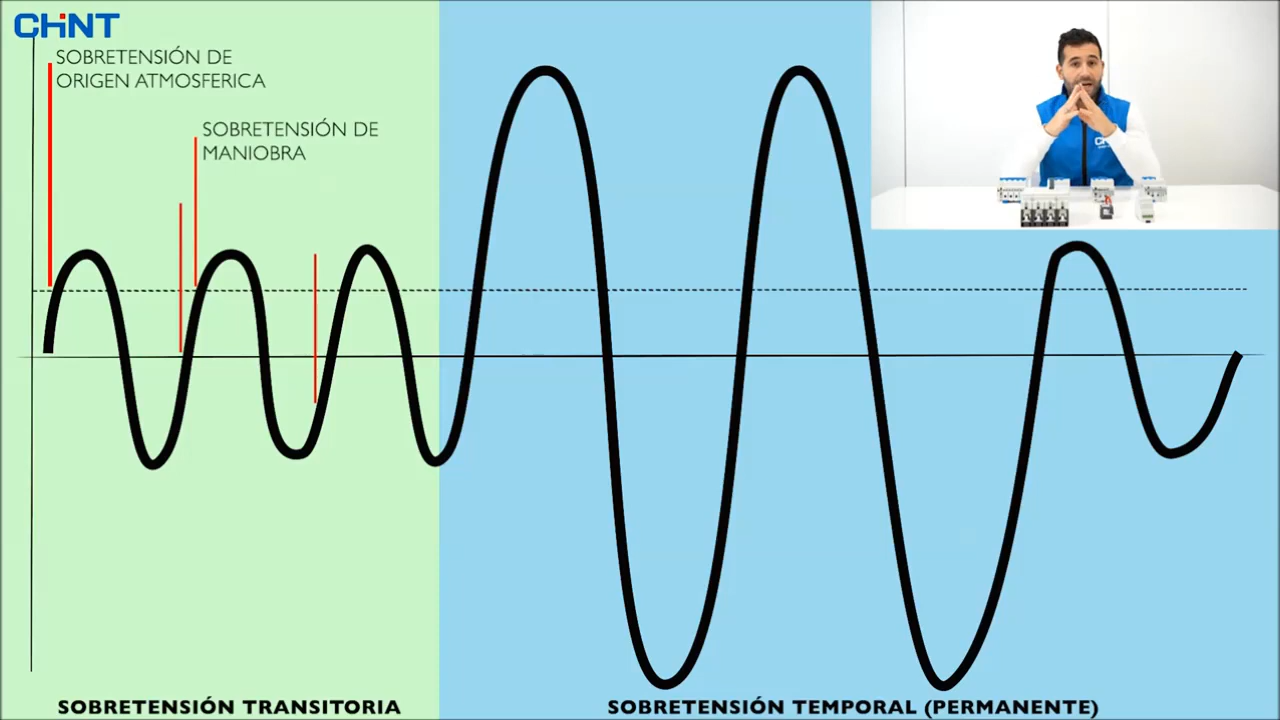 CHINT
SOBRETENSIÓN DE
ORIGEN ATMOSFERICA
SOBRETENSIÓN DE
MANIOBRA
SOBRETENSIÓN TRANSITORIA
SOBRETENSIÓN TEMPORAL (PERMANENTE)